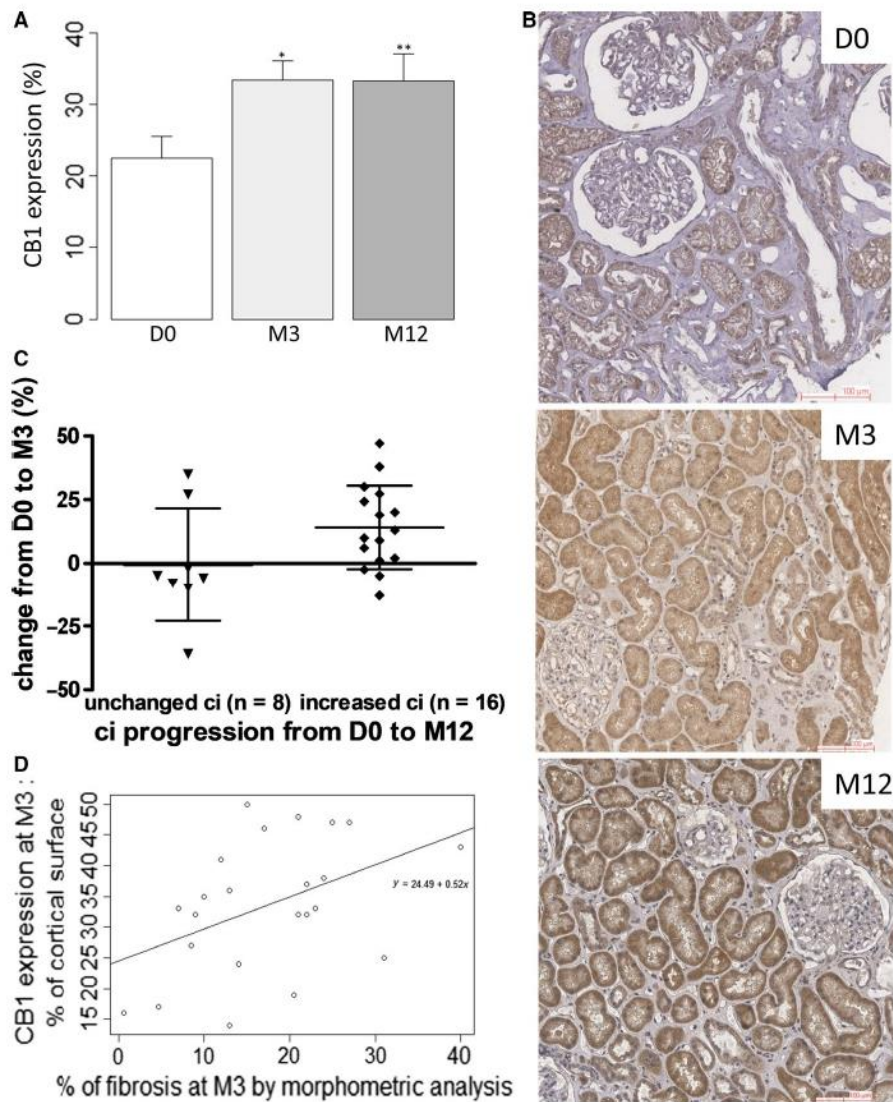 A
CB1 expression (%)
40
30
20
10
0
*
**
D0
M3
M12
B
D0
100 µm
M3
M12
C
change from D0 to M3 (%)
50
25
0
−25
−50
unchanged ci (n = 8) increased ci (n = 16)
ci progression from D0 to M12
D
CB1 expression at M3 :
% of cortical surface
50
45
40
35
30
25
20
15
y = 24.49 + 0.52x
0 10 20 30 40
% of fibrosis at M3 by morphometric analysis